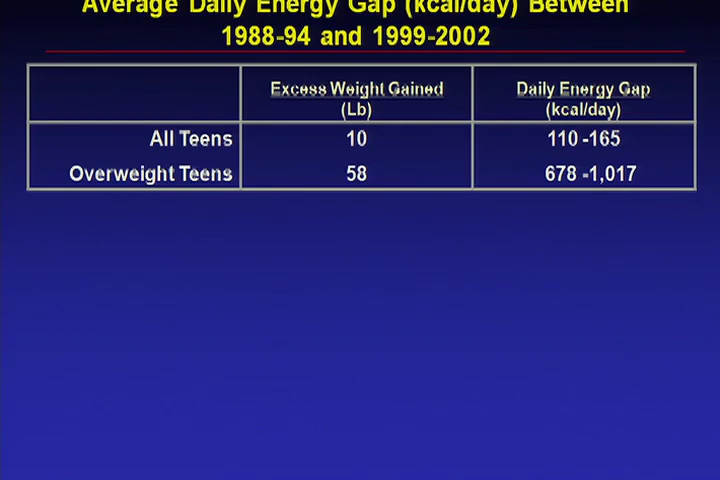 Average Daily Energy Gap (kcal/day) Between
1988-94 and 1999-2002
Excess Weight Gained
(Lb)
Daily Energy Gap
(kcal/day)
All Teens 10 110 -165
Overweight Teens 58 678 -1,017